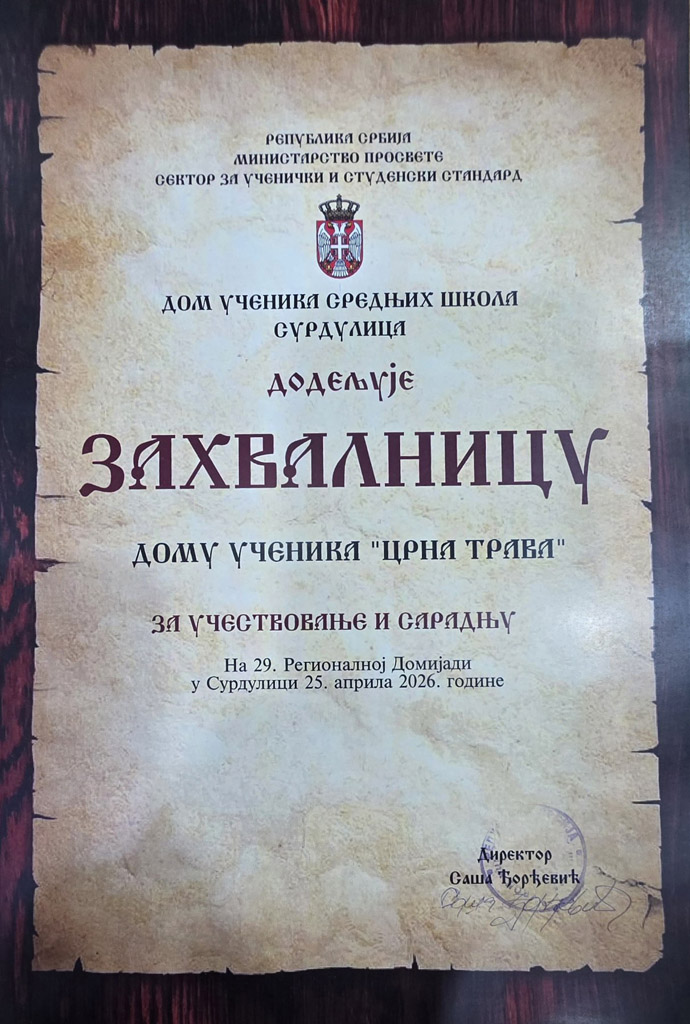 РЕПУБЛИКА СРБИЈА
МИНИСТАРСТВО ПРОСВЕТЕ
СЕКТОР ЗА УЧЕНИЧКИ И СТУДЕНСКИ СТАНДАРД
ДОМ УЧЕНИКА СРЕДЊИХ ШКОЛА
СУРДУЛИЦА
ДОДЕЉУЈЕ
ЗАХВАЛНИЦУ
ДОМУ УЧЕНИКА "ЦРНА ТРАВА"
ЗА УЧЕСТВОВАЊЕ И САРАДЊУ
На 29. Регионалној Домијади
у Сурдулици 25. априла 2026. године
Директор
Саша Ђорђевић